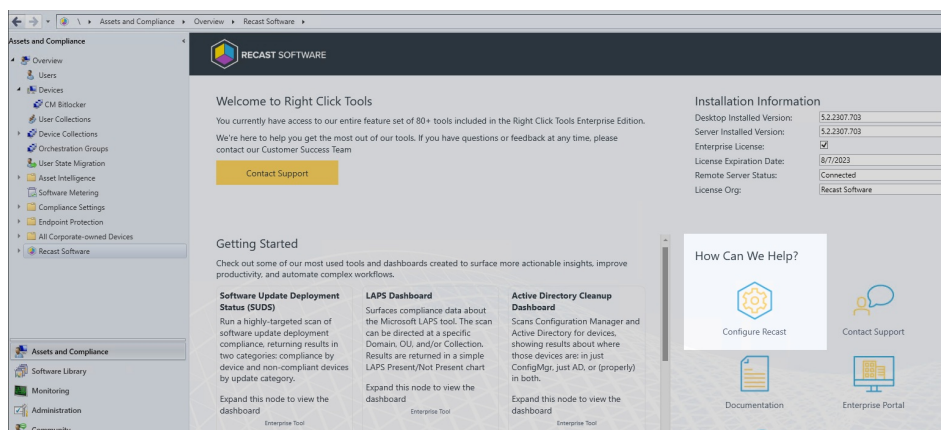 \ ▸ Assets and Compliance ▸ Overview ▸ Recast Software ▸
Assets and Compliance
Overview
Users
Devices
CM Bitlocker
User Collections
Device Collections
Orchestration Groups
User State Migration
Asset Intelligence
Software Metering
Compliance Settings
Endpoint Protection
All Corporate-owned Devices
Recast Software
Assets and Compliance
Software Library
Monitoring
Administration
Community
RECAST SOFTWARE
Welcome to Right Click Tools
You currently have access to our entire feature set of 80+ tools included in the Right Click Tools Enterprise Edition.
We're here to help you get the most out of our tools. If you have questions or feedback at any time, please
contact our Customer Success Team
Contact Support
Installation Information
Desktop Installed Version: 5.2.2307.703
Server Installed Version: 5.2.2307.703
Enterprise License:
License Expiration Date: 8/7/2023
Remote Server Status: Connected
License Org: Recast Software
Getting Started
Check out some of our most used tools and dashboards created to surface more actionable insights, improve
productivity, and automate complex workflows.
Software Update Deployment
Status (SUDS)
Run a highly-targeted scan of
software update deployment
compliance, returning results in
two categories: compliance by
device and non-compliant devices
by update category.
Expand this node to view the
dashboard
Enterprise Tool
LAPS Dashboard
Surfaces compliance data about
the Microsoft LAPS tool. The scan
can be directed at a specific
Domain, OU, and/or Collection.
Results are returned in a simple
LAPS Present/Not Present chart
Expand this node to view the
dashboard
Enterprise Tool
Active Directory Cleanup
Dashboard
Scans Configuration Manager and
Active Directory for devices,
showing results about where
those devices are: in just
ConfigMgr, just AD, or (properly)
in both.
Expand this node to view the
dashboard
Enterprise Tool
How Can We Help?
Configure Recast
Contact Support
Documentation
Enterprise Portal